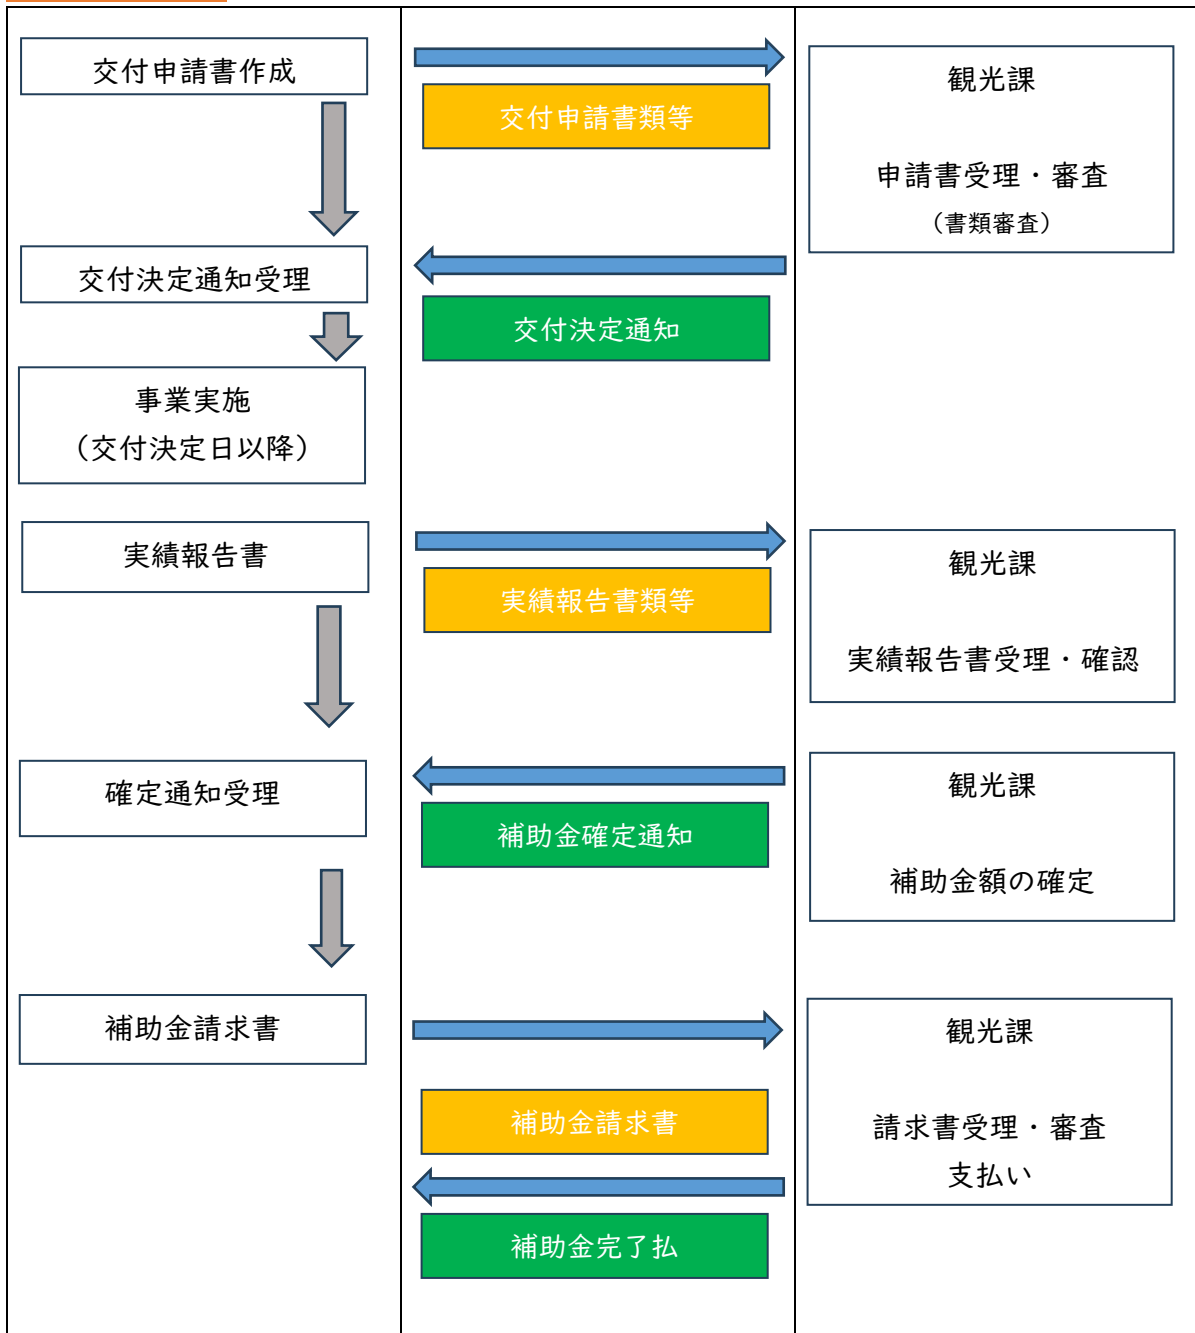 交付申請書作成
交付申請書類等
観光課
申請書受理・審査
(書類審査)
交付決定通知受理
交付決定通知
事業実施
(交付決定日以降)
実績報告書
実績報告書類等
観光課
実績報告書受理・確認
確定通知受理
補助金確定通知
観光課
補助金額の確定
補助金請求書
補助金請求書
観光課
請求書受理・審査
支払い
補助金完了払